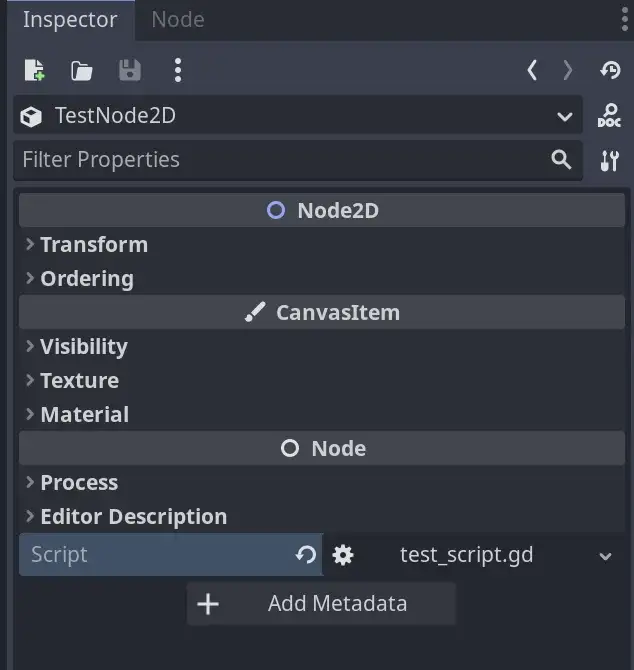 Inspector Node
TestNode2D DOC
Filter Properties
Node2D
Transform
Ordering
CanvasItem
Visibility
Texture
Material
Node
Process
Editor Description
Script test_script.gd
Add Metadata